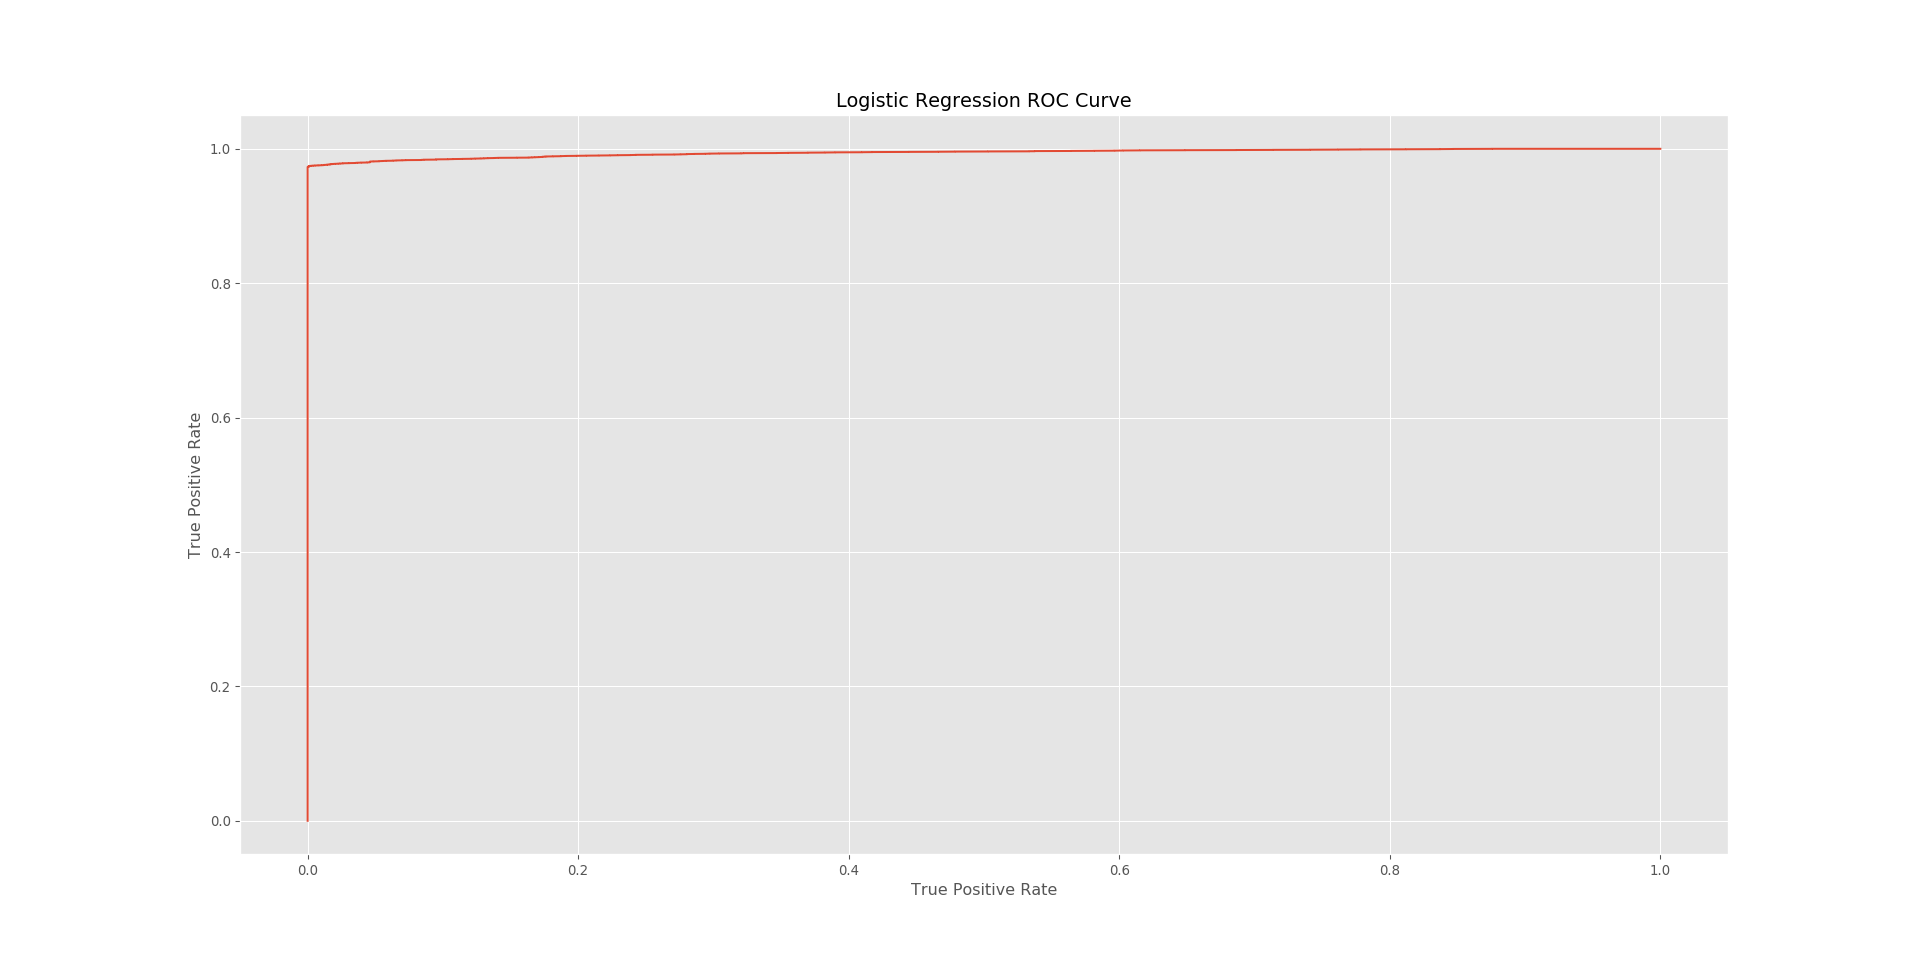 Logistic Regression ROC Curve
1.0
0.8
0.6
0.4
0.2
0.0
True Positive Rate
0.0 0.2 0.4 0.6 0.8 1.0
True Positive Rate